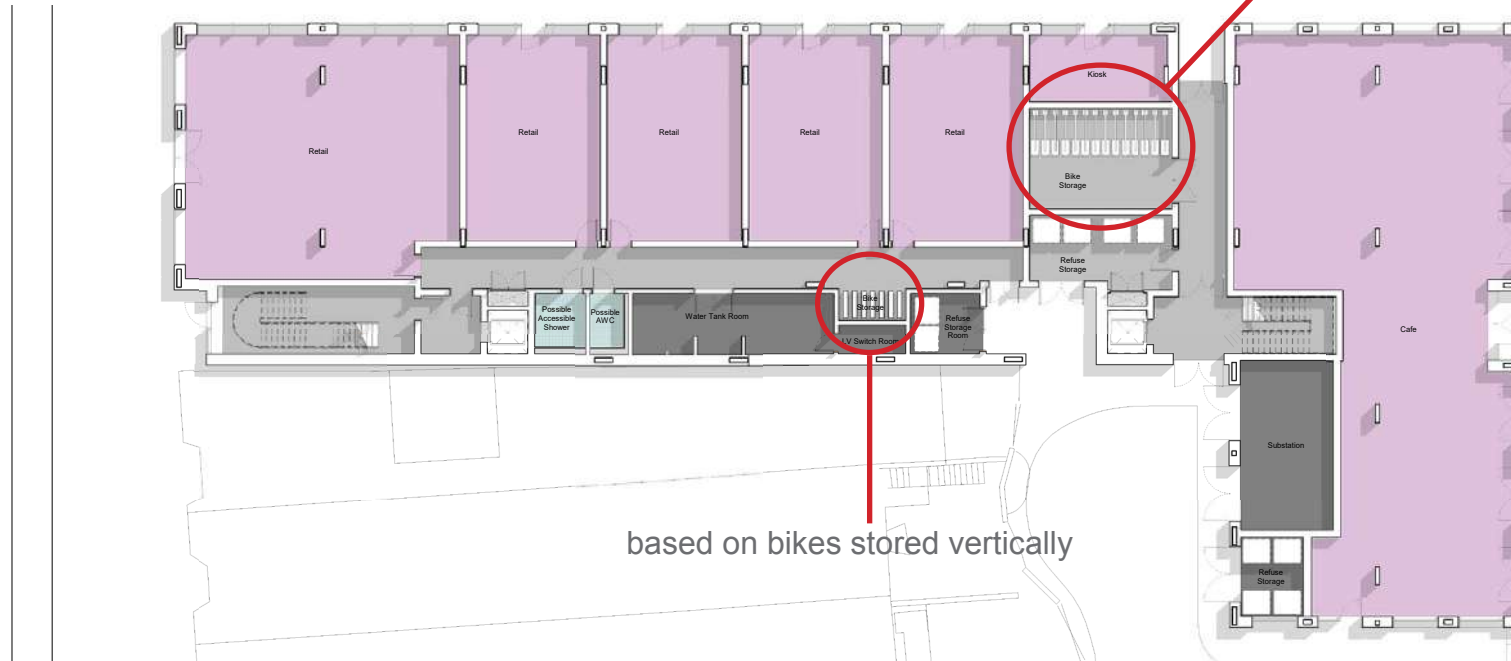 Kiosk
Retail
Retail
Retail
Retail
Retail
Bike
Storage
Refuse
Storage
Bike
Storage
Possible
Accessible
Shower
Possible
AWC
Water Tank Room
Refuse
Storage
Room
LV Switch Room
Cafe
Substation
based on bikes stored vertically
Refuse
Storage